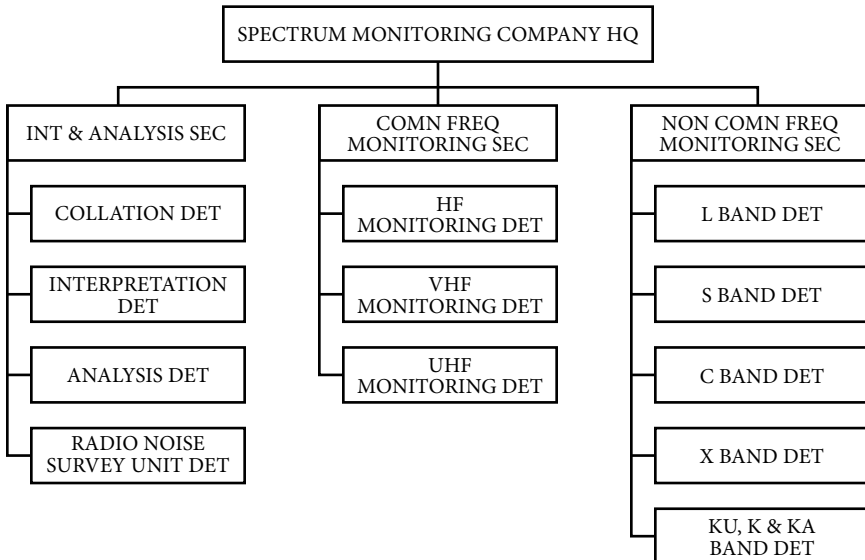 SPECTRUM MONITORING COMPANY HQ
INT & ANALYSIS SEC
COLLATION DET
INTERPRETATION
DET
ANALYSIS DET
RADIO NOISE
SURVEY UNIT DET
COMN FREQ
MONITORING SEC
HF
MONITORING DET
VHF
MONITORING DET
UHF
MONITORING DET
NON COMN FREQ
MONITORING SEC
L BAND DET
S BAND DET
C BAND DET
X BAND DET
KU, K & KA
BAND DET